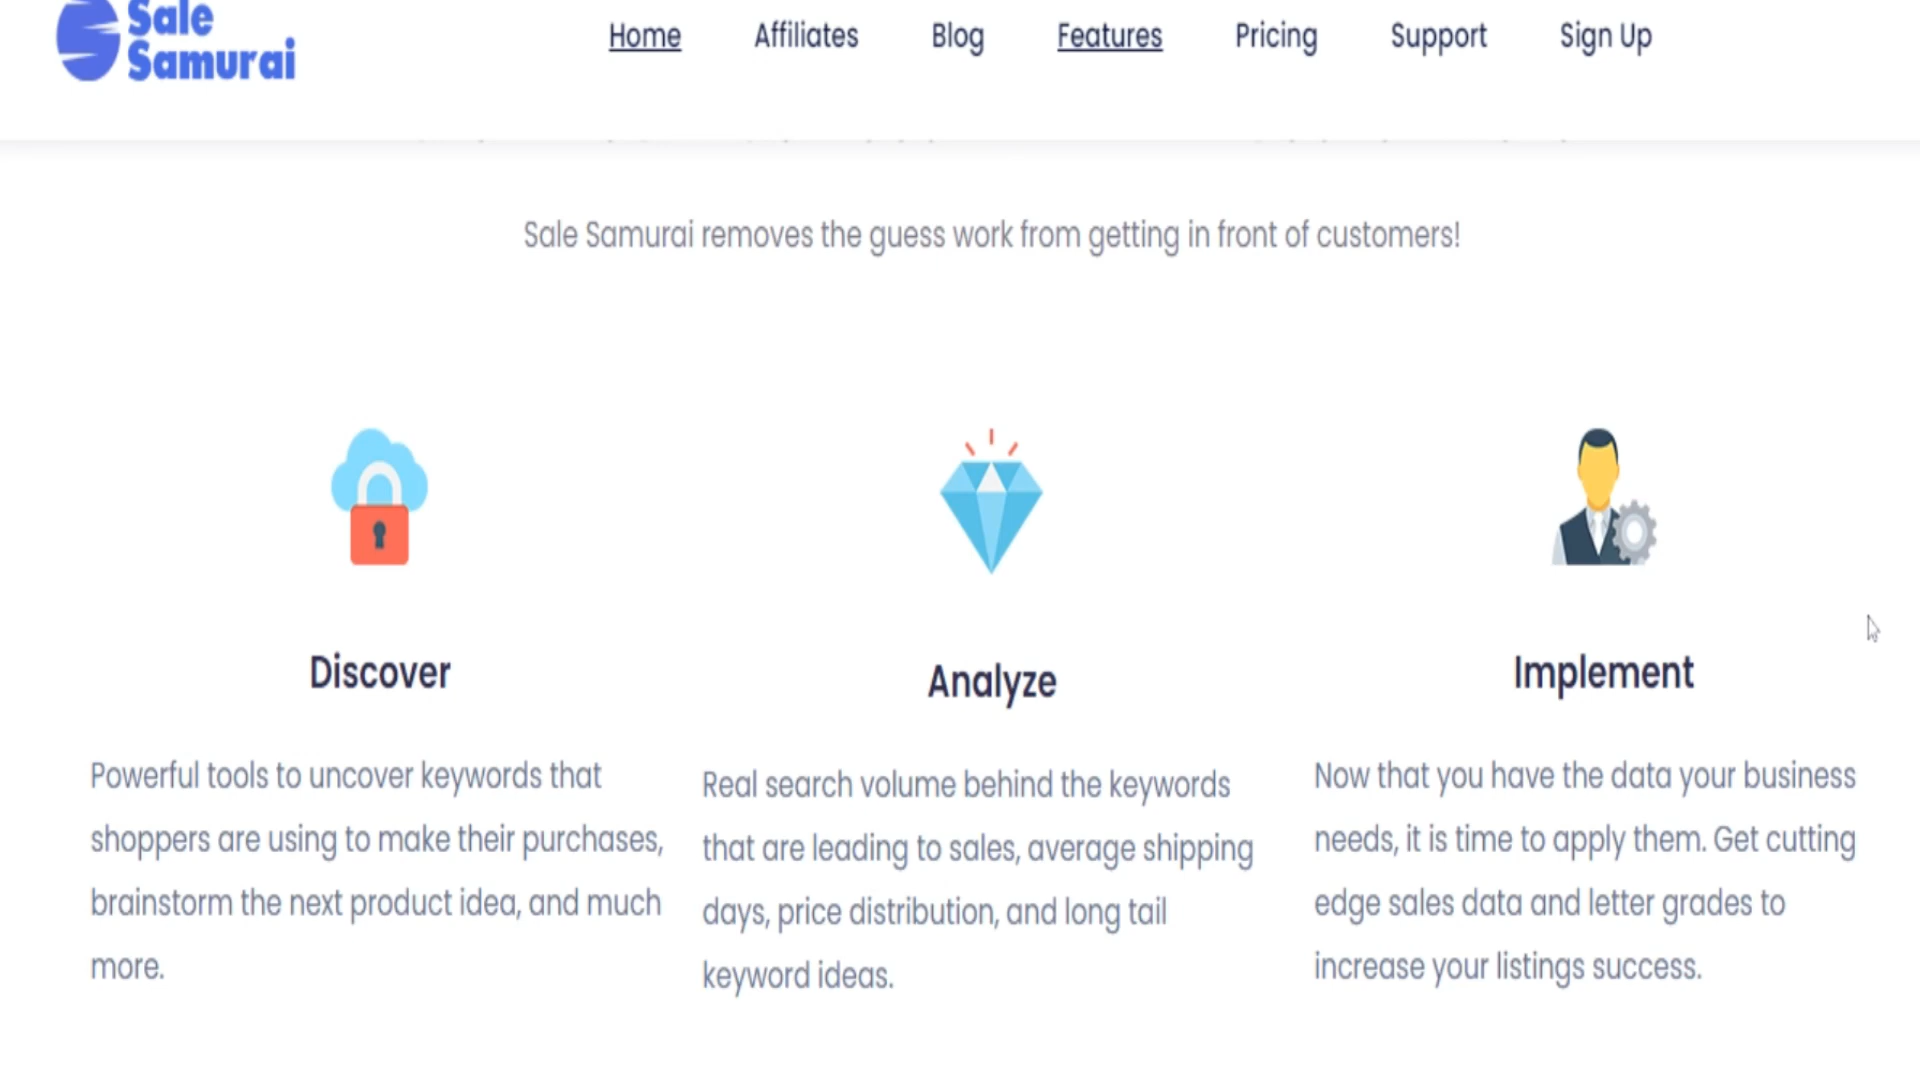 Sale
Samurai
Home Affiliates Blog Features Pricing Support Sign Up
Sale Samurai removes the guess work from getting in front of customers!
Discover
Powerful tools to uncover keywords that
shoppers are using to make their purchases,
brainstorm the next product idea, and much
more.
Analyze
Real search volume behind the keywords
that are leading to sales, average shipping
days, price distribution, and long tail
keyword ideas.
Implement
Now that you have the data your business
needs, it is time to apply them. Get cutting
edge sales data and letter grades to
increase your listings success.